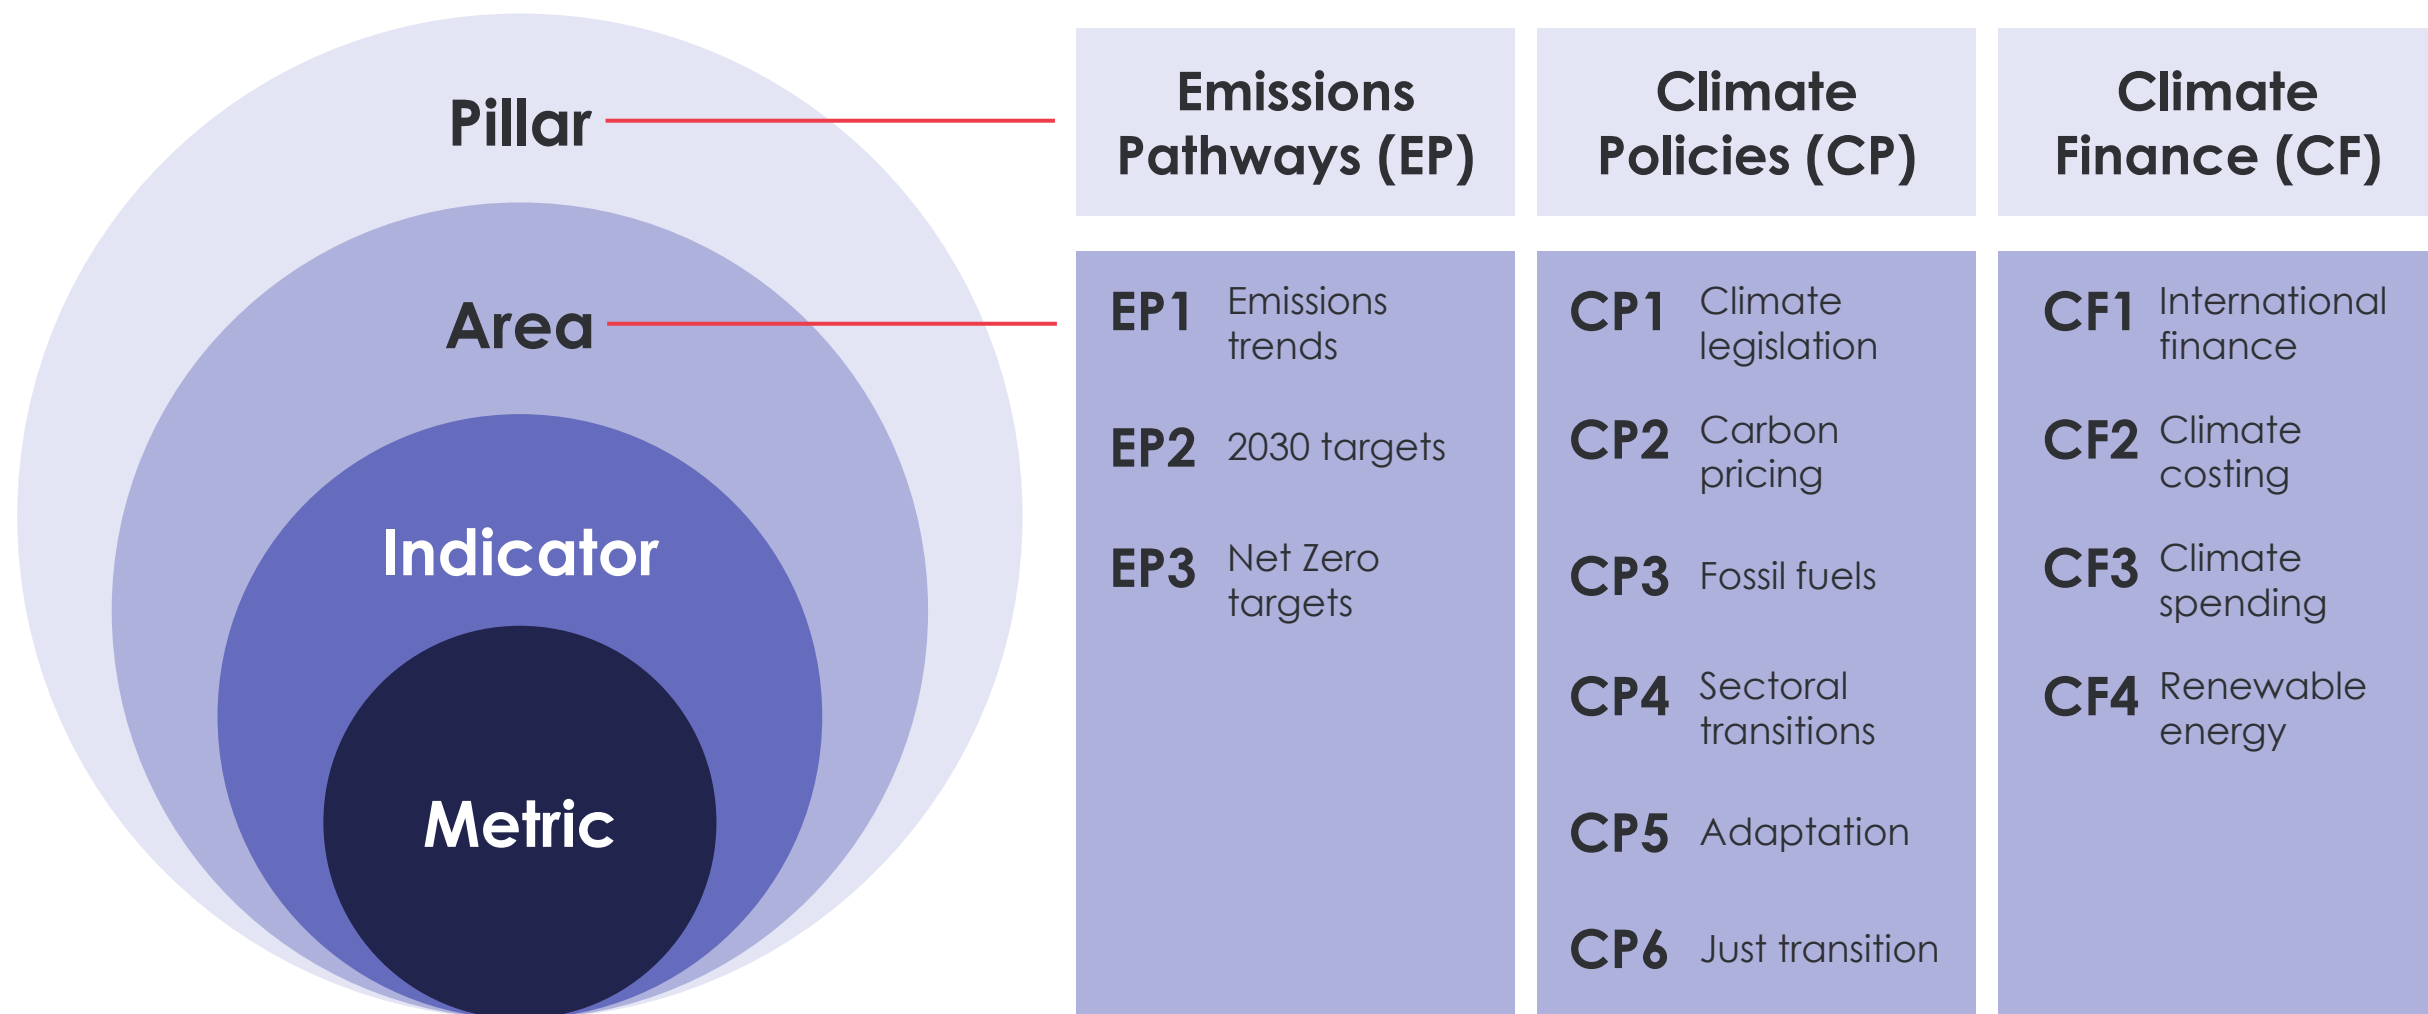 Pillar
Area
Indicator
Metric
Emissions
Pathways (EP)
EP1 Emissions
trends
EP2 2030 targets
EP3 Net Zero
targets
Climate
Policies (CP)
CP1 Climate
legislation
CP2 Carbon
pricing
CP3 Fossil fuels
CP4 Sectoral
transitions
CP5 Adaptation
CP6 Just transition
Climate
Finance (CF)
CF1 International
finance
CF2 Climate
costing
CF3 Climate
spending
CF4 Renewable
energy